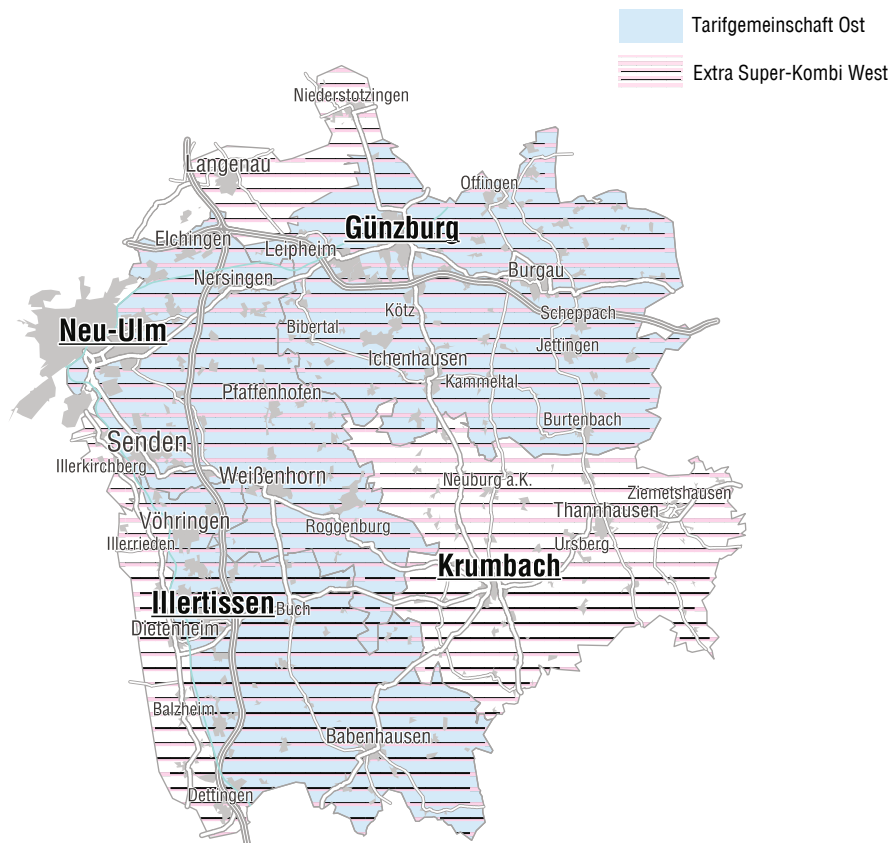 Tarifgemeinschaft Ost
Extra Super-Kombi West
Niederstotzingen
Langenau
Offingen
Günzburg
Elchingen
Leipheim
Nersingen
Burgau
Kötz
Scheppach
Neu-Ulm
Bibertal
Jettingen
Ichenhausen
Kammeltal
Pfaffenhofen
Burtenbach
Senden
Illerkirchberg
Weißenhorn
Neuburg a.K.
Ziemetshausen
Thannhausen
Vöhringen
Roggenburg
Illerrieden
Ursberg
Krumbach
Illertissen
Buch
Dietenheim
Balzheim
Babenhausen
Dettingen